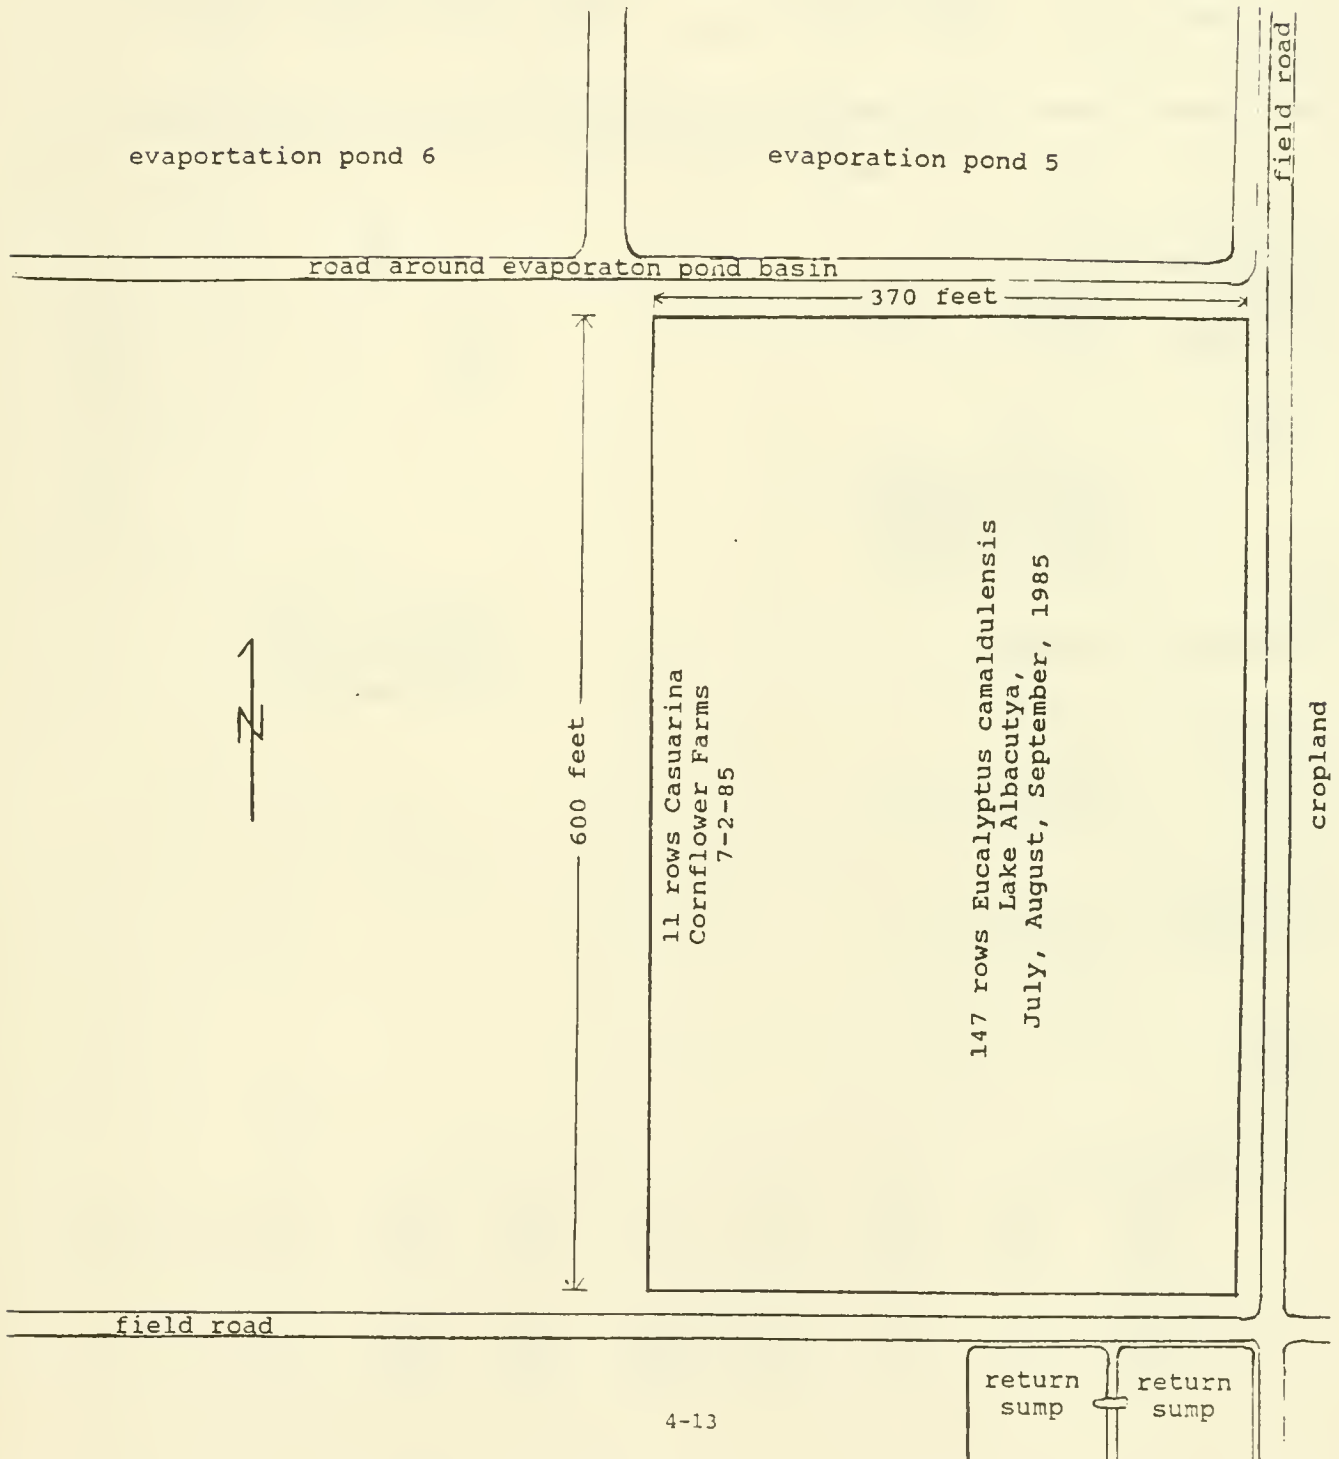 evaportation pond 6
evaporation pond 5
field road
road around evaporaton pond basin
370 feet
600 feet
N
11 rows Casuarina
Cornflower Farms
7-2-85
147 rows Eucalyptus camaldulensis
Lake Albacutya,
July, August, September, 1985
cropland
field road
return
sump
return
sump
4-13